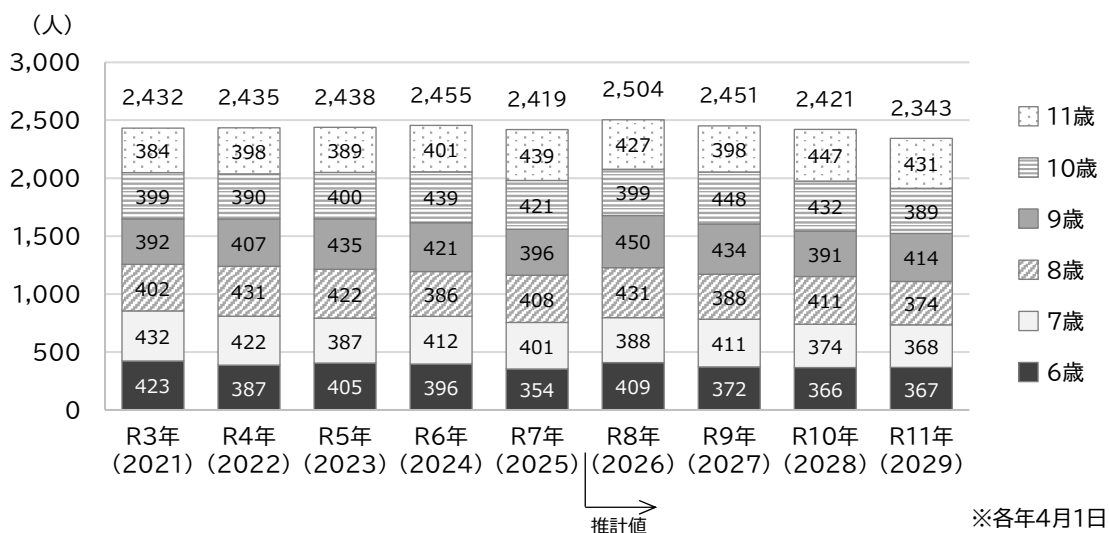 （人）
3,000
2,500
2,000
1,500
1,000
500
0
2,432 2,435 2,438 2,455 2,419 2,504 2,451 2,421 2,343
384 398 389 401 439 427 398 447 431
399 390 400 439 421 399 448 432 389
392 407 435 421 396 450 434 391 414
402 431 422 386 408 431 388 411 374
432 422 387 412 401 388 411 374 368
423 387 405 396 354 409 372 366 367
11歳
10歳
9歳
8歳
7歳
6歳
R3年 R4年 R5年 R6年 R7年 R8年 R9年 R10年 R11年
（2021） （2022） （2023） （2024） （2025） （2026） （2027） （2028） （2029）
推計値
※各年4月1日